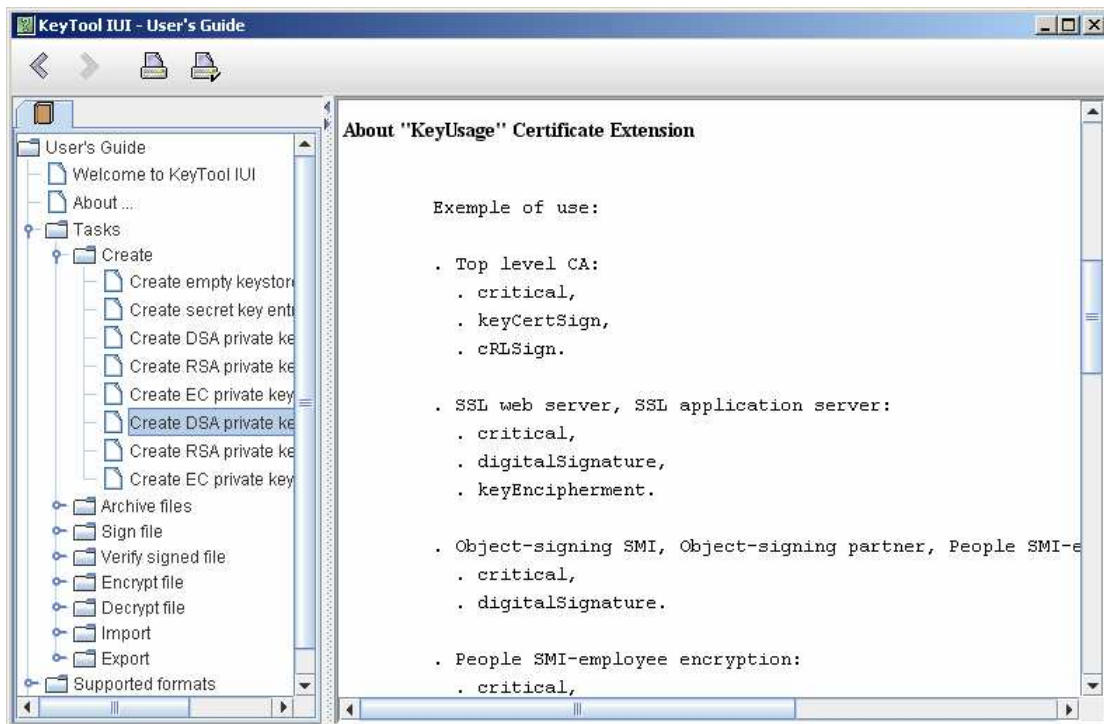 KeyTool IUI - User's Guide
User's Guide
Welcome to KeyTool IUI
About ...
Tasks
Create
Create empty keystor
Create secret key ent
Create DSA private ke
Create RSA private ke
Create EC private key
Create DSA private ke
Create RSA private ke
Create EC private key
Archive files
Sign file
Verify signed file
Encrypt file
Decrypt file
Import
Export
Supported formats
About "KeyUsage" Certificate Extension
Exemple of use:
. Top level CA:
. critical,
. keyCertSign,
. cRLSign.
. SSL web server, SSL application server:
. critical,
. digitalSignature,
. keyEncipherment.
. Object-signing SMI, Object-signing partner, People SMI-e
. critical,
. digitalSignature.
. People SMI-employee encryption:
. critical,